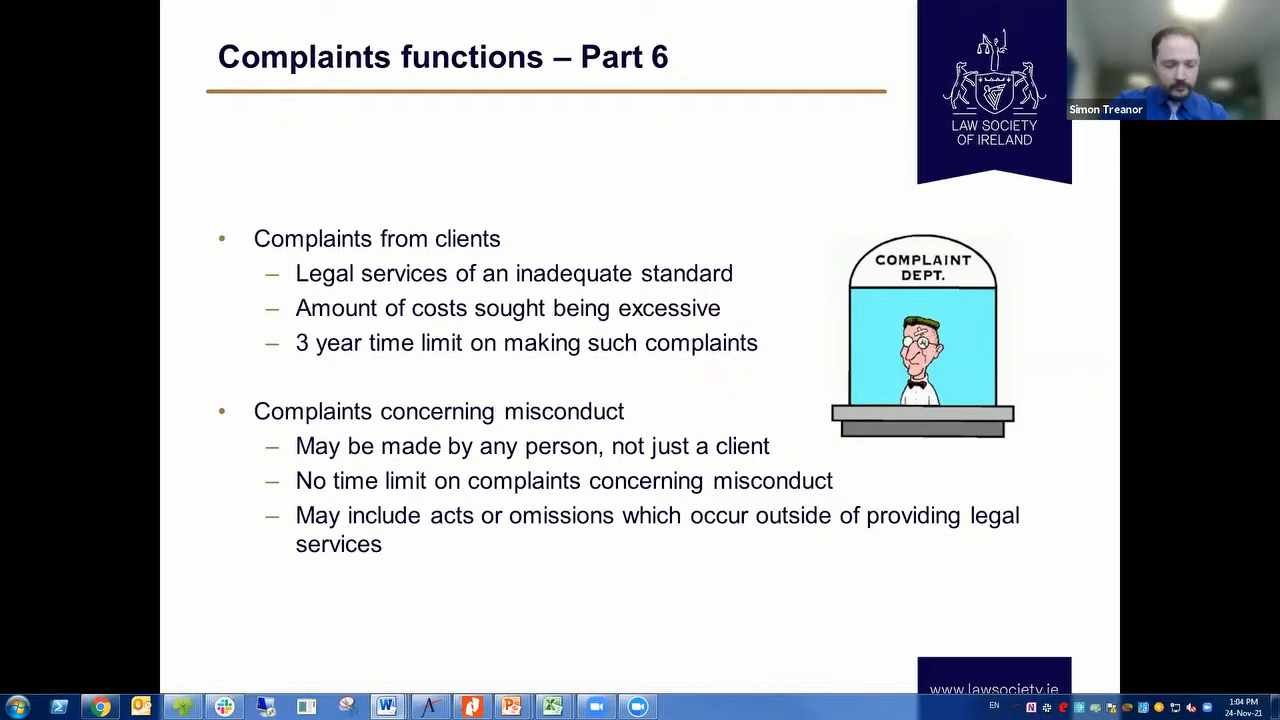 Complaints functions – Part 6
LAW SOCIETY
OF IRELAND
Simon Treanor
• Complaints from clients
– Legal services of an inadequate standard
– Amount of costs sought being excessive
– 3 year time limit on making such complaints
COMPLAINT
DEPT.
• Complaints concerning misconduct
– May be made by any person, not just a client
– No time limit on complaints concerning misconduct
– May include acts or omissions which occur outside of providing legal
services
www.lawsociety.ie
EN
1:04 PM
24-Nov-21